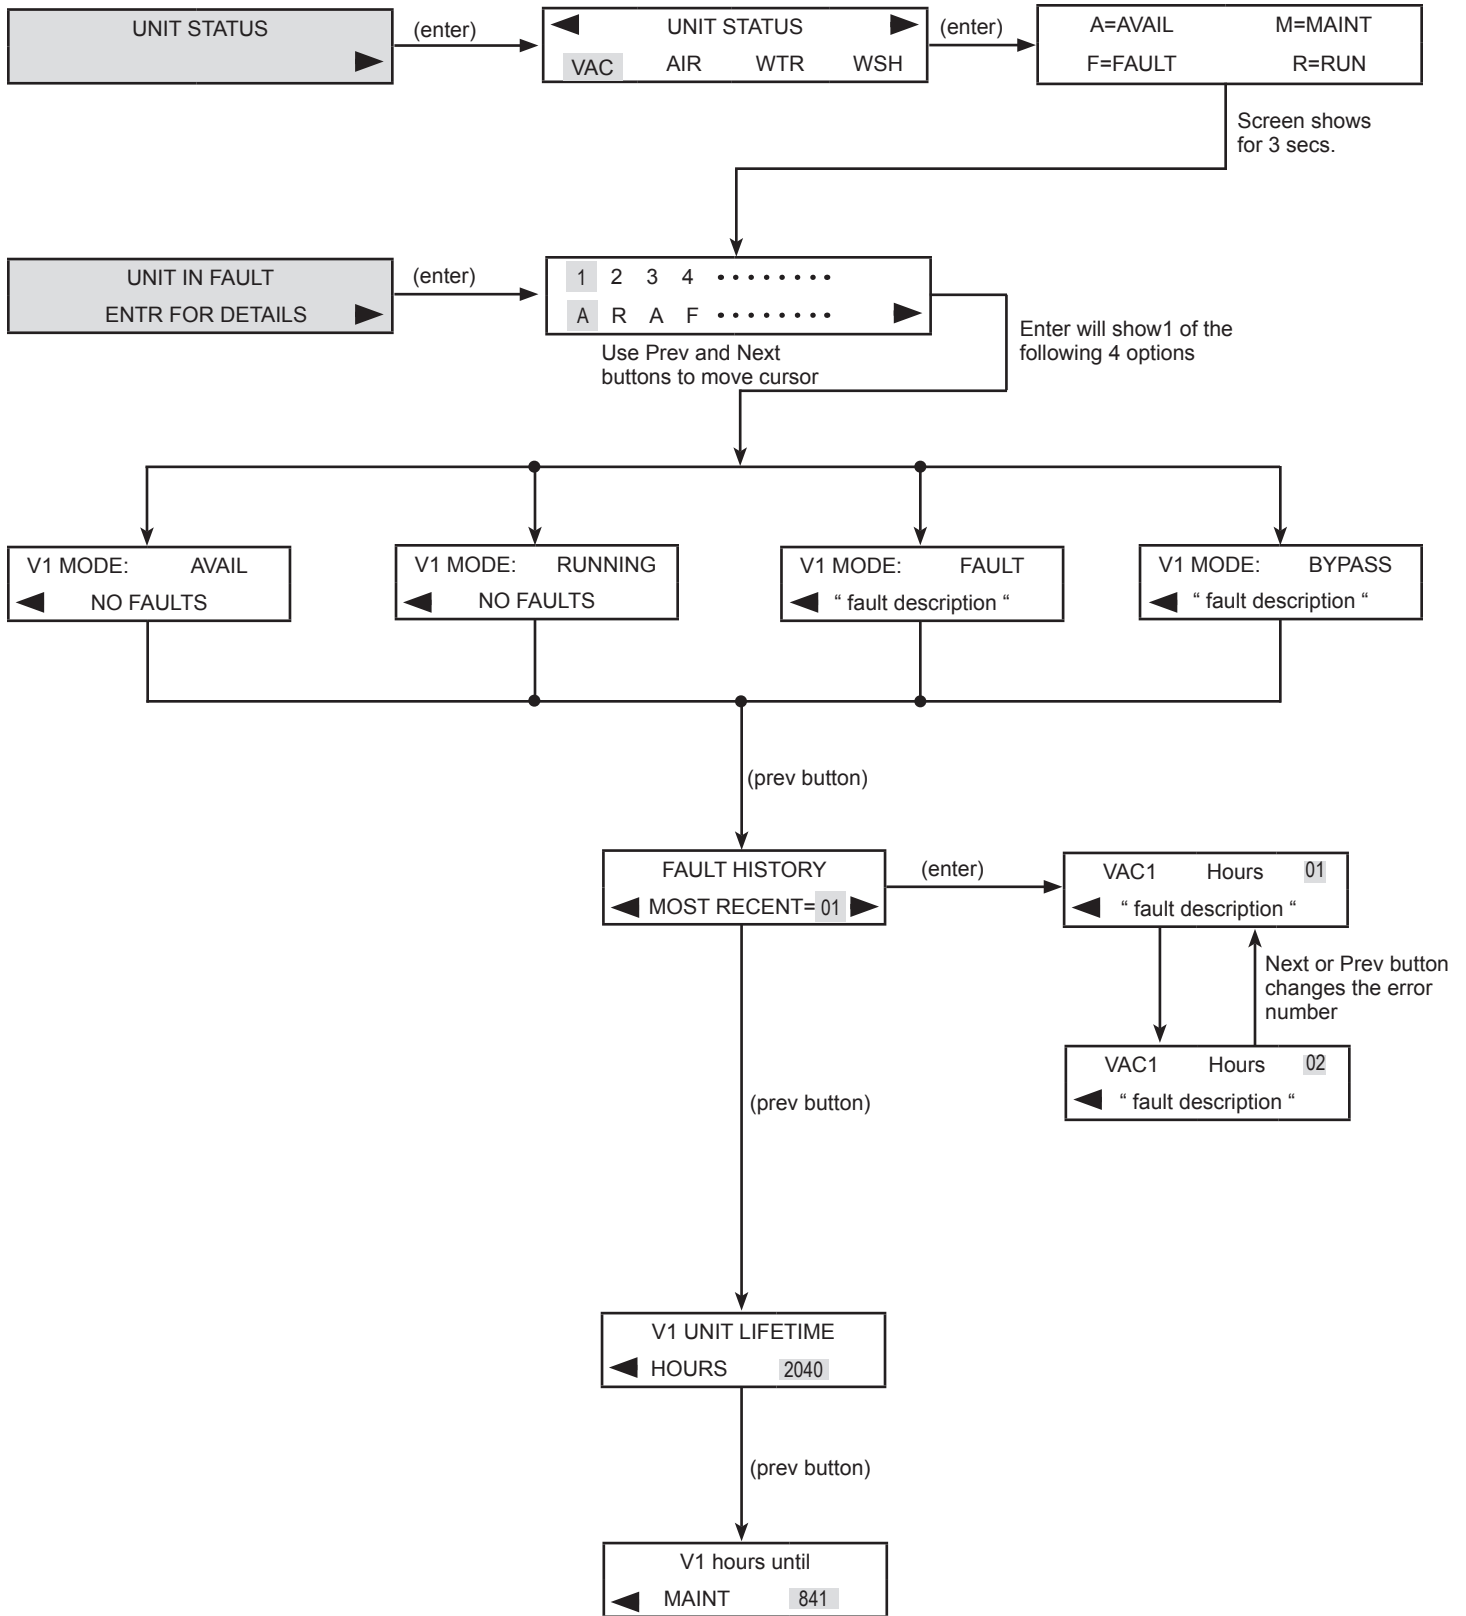 UNIT STATUS
(enter)
UNIT STATUS
VAC AIR WTR WSH
(enter)
A=AVAIL M=MAINT
F=FAULT R=RUN
Screen shows
for 3 secs.
UNIT IN FAULT
ENTR FOR DETAILS
(enter)
1 2 3 4 ••••••••
A R A F ••••••••
Use Prev and Next
buttons to move cursor
Enter will show1 of the
following 4 options
V1 MODE: AVAIL
NO FAULTS
V1 MODE: RUNNING
NO FAULTS
V1 MODE: FAULT
“ fault description “
V1 MODE: BYPASS
“ fault description “
(prev button)
FAULT HISTORY
MOST RECENT= 01
(enter)
VAC1 Hours 01
“ fault description “
Next or Prev button
changes the error
number
VAC1 Hours 02
“ fault description “
(prev button)
V1 UNIT LIFETIME
HOURS 2040
(prev button)
V1 hours until
MAINT 841